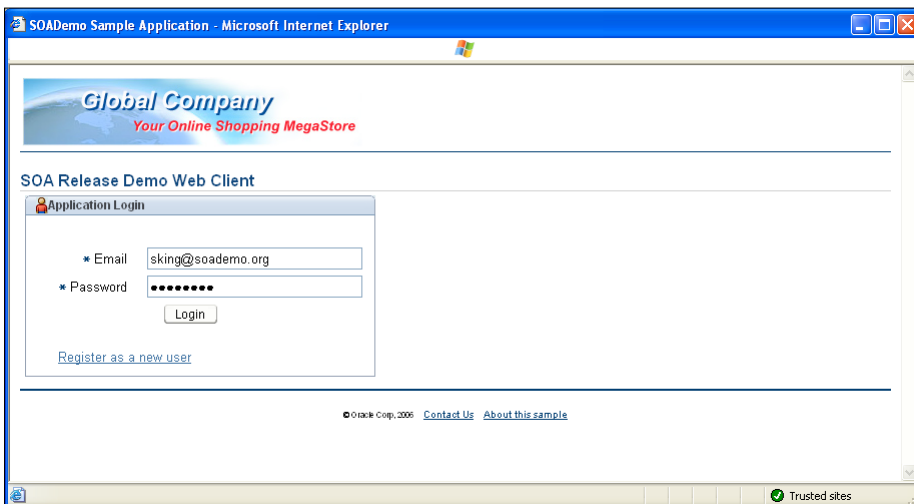 SOADemo Sample Application - Microsoft Internet Explorer
Global Company
Your Online Shopping MegaStore
SOA Release Demo Web Client
Application Login
* Email sking@soademo.org
* Password ●●●●●●●●
Login
Register as a new user
© Oracle Corp, 2006 Contact Us About this sample
Trusted sites